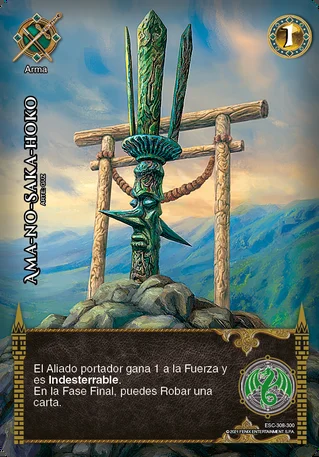 Arma
1
AMA-NO-SAKA-HOKO
El Aliado portador gana 1 a la Fuerza y
es Indesterrable.
En la Fase Final, puedes Robar una
carta.
ESC-309-300
©2021 FENIX ENTERTAINMENT S.P.A.